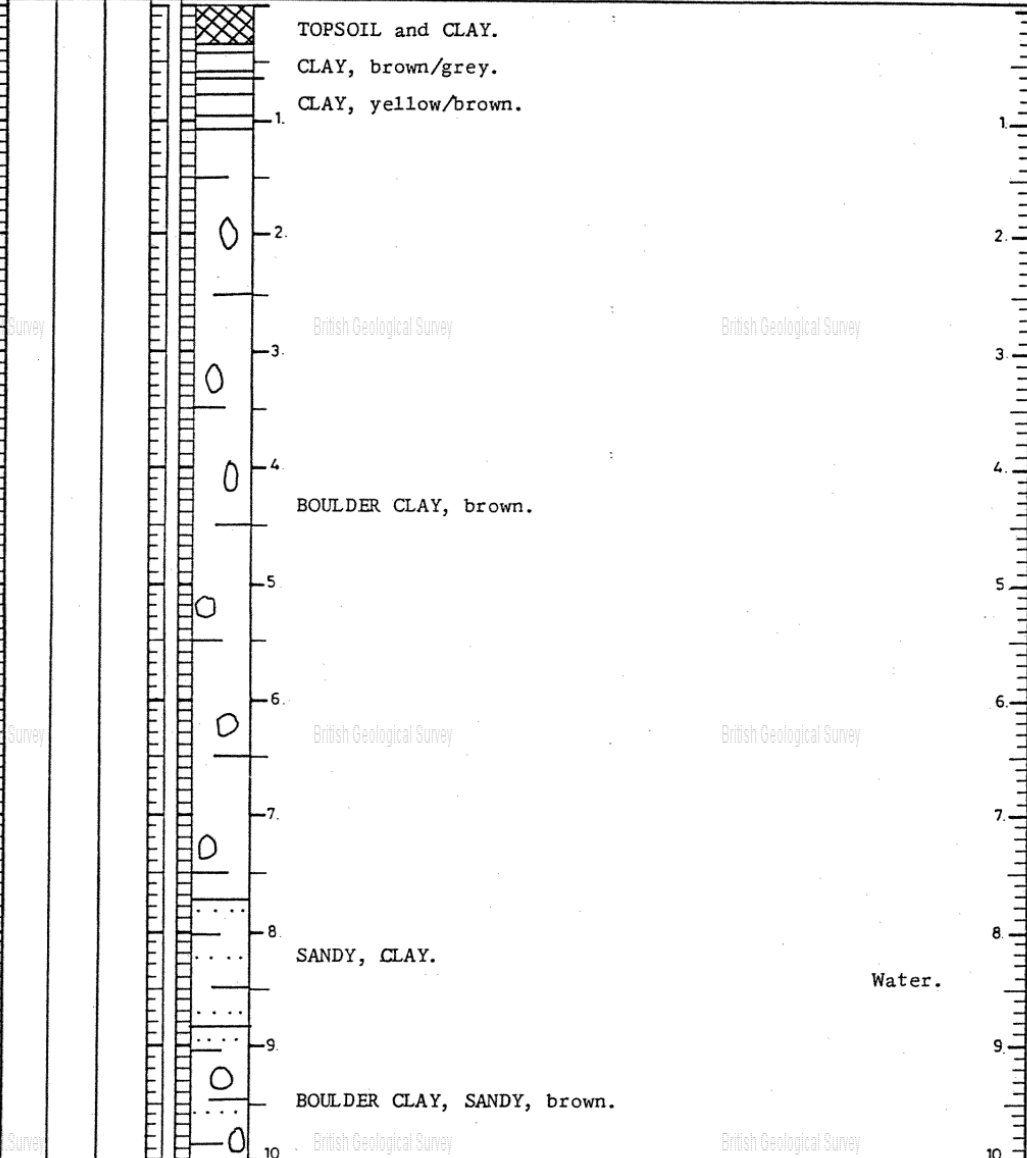 TOPSOIL and CLAY.
CLAY, brown/grey.
CLAY, yellow/brown.
1. 1.
2. 2.
Survey British Geological Survey British Geological Survey
3. 3.
4. 4.
BOULDER CLAY, brown.
5. 5
6. 6.
Survey British Geological Survey British Geological Survey
7. 7.
8. 8.
SANDY, CLAY.
Water.
9. 9.
BOULDER CLAY, SANDY, brown.
Survey British Geological Survey British Geological Survey
10 10